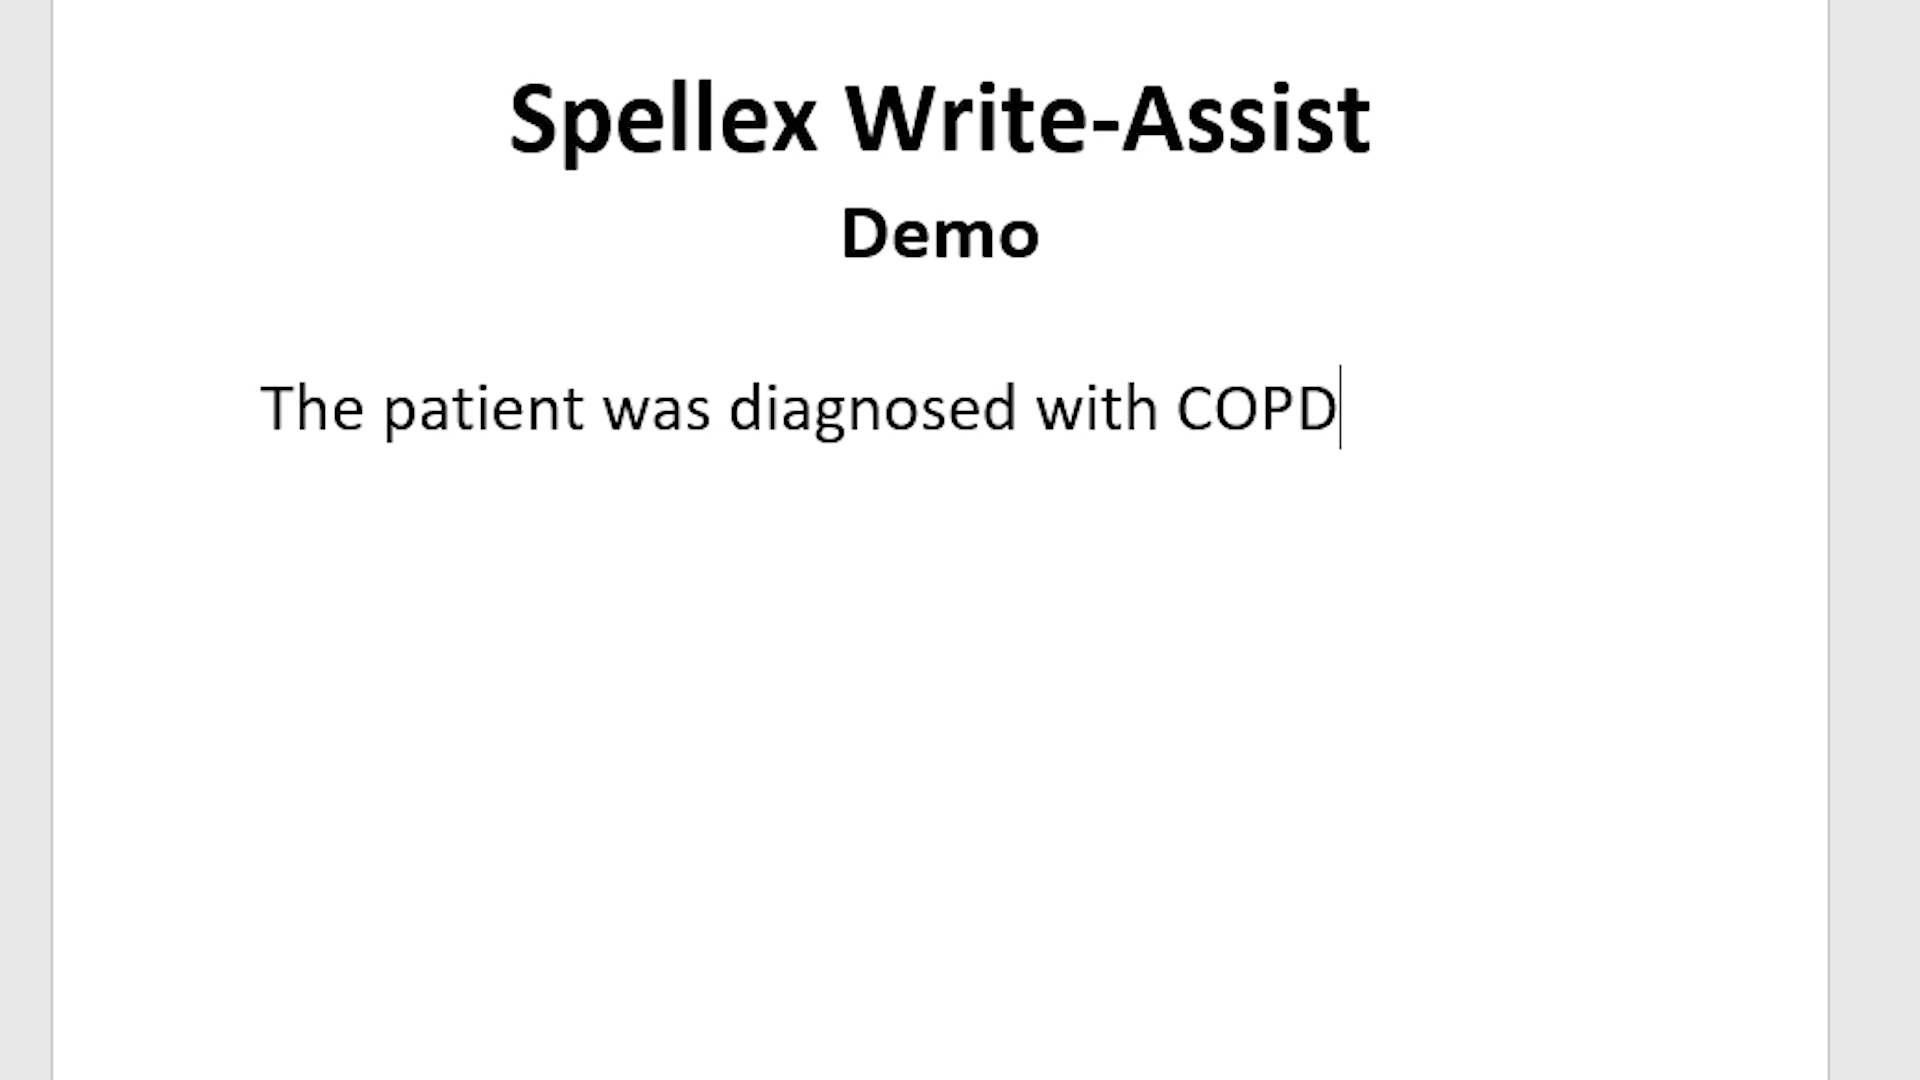 Spellex Write-Assist
Demo
The patient was diagnosed with COPD